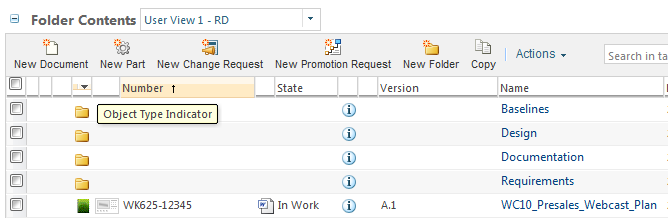 Folder Contents User View 1 - RD
New Document New Part New Change Request New Promotion Request New Folder Copy Actions Search in ta
Number State Version Name
Baselines
Object Type Indicator
Design
Documentation
Requirements
WK625-12345 In Work A.1 WC10_Presales_Webcast_Plan